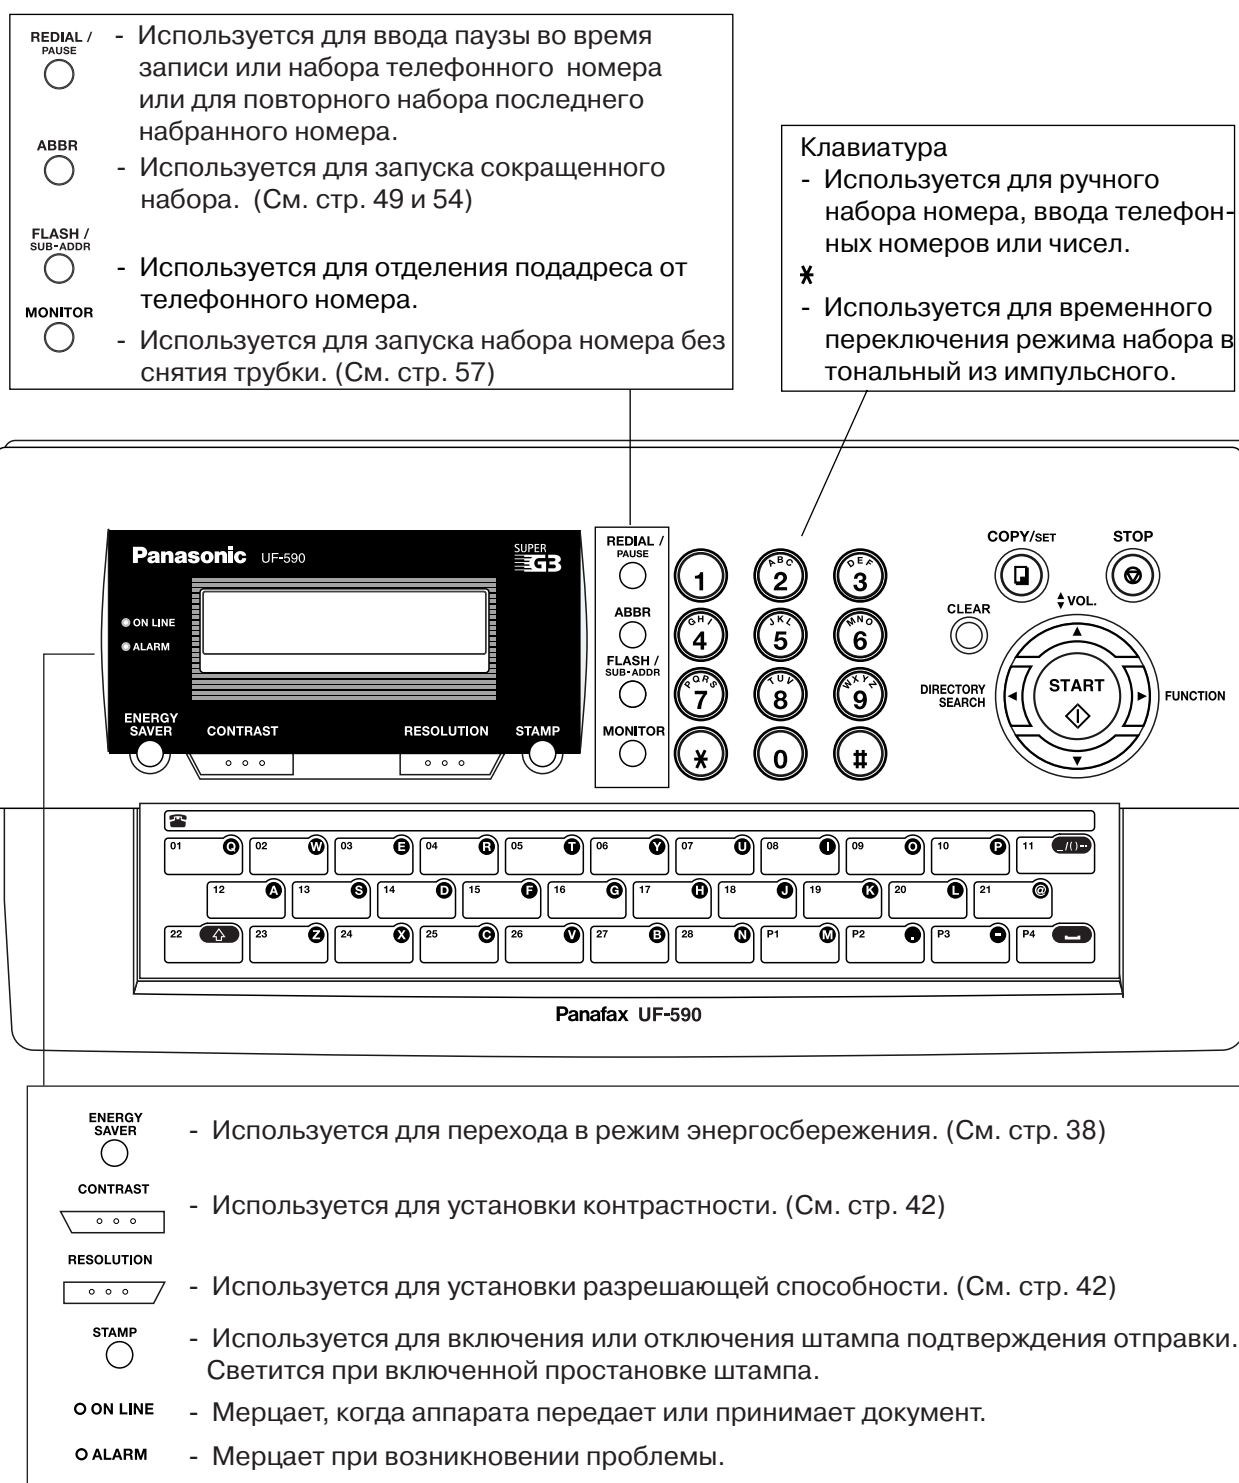 REDIAL /
PAUSE
- Используется для ввода паузы во время
записи или набора телефонного номера
или для повторного набора последнего
набранного номера.
ABBR
- Используется для запуска сокращенного
набора. (См. стр. 49 и 54)
FLASH /
SUB-ADDR
- Используется для отделения подадреса от
телефонного номера.
MONITOR
- Используется для запуска набора номера без
снятия трубки. (См. стр. 57)
Клавиатура
- Используется для ручного
набора номера, ввода телефон-
ных номеров или чисел.
*
- Используется для временного
переключения режима набора в
тональный из импульсного.
Panasonic UF-590
SUPER
G3
ON LINE
ALARM
ENERGY
SAVER
CONTRAST
RESOLUTION
STAMP
REDIAL /
PAUSE
ABBR
FLASH /
SUB-ADDR
MONITOR
1
ABC
2
DEF
3
GHI
4
JKL
5
MNO
6
PQRS
7
TUV
8
WXYZ
9
*
0
#
COPY/SET
STOP
CLEAR
VOL.
DIRECTORY
SEARCH
START
FUNCTION
01 Q 02 W 03 E 04 R 05 T 06 Y 07 U 08 I 09 O 10 P 11 _/()--
12 A 13 S 14 D 15 F 16 G 17 H 18 J 19 K 20 L 21 @
22 23 Z 24 X 25 C 26 V 27 B 28 N P1 M P2 . P3 - P4
Panafax UF-590
ENERGY
SAVER
- Используется для перехода в режим энергосбережения. (См. стр. 38)
CONTRAST
- Используется для установки контрастности. (См. стр. 42)
RESOLUTION
- Используется для установки разрешающей способности. (См. стр. 42)
STAMP
- Используется для включения или отключения штампа подтверждения отправки.
Светится при включенной простановке штампа.
ON LINE
- Мерцает, когда аппарата передает или принимает документ.
ALARM
- Мерцает при возникновении проблемы.